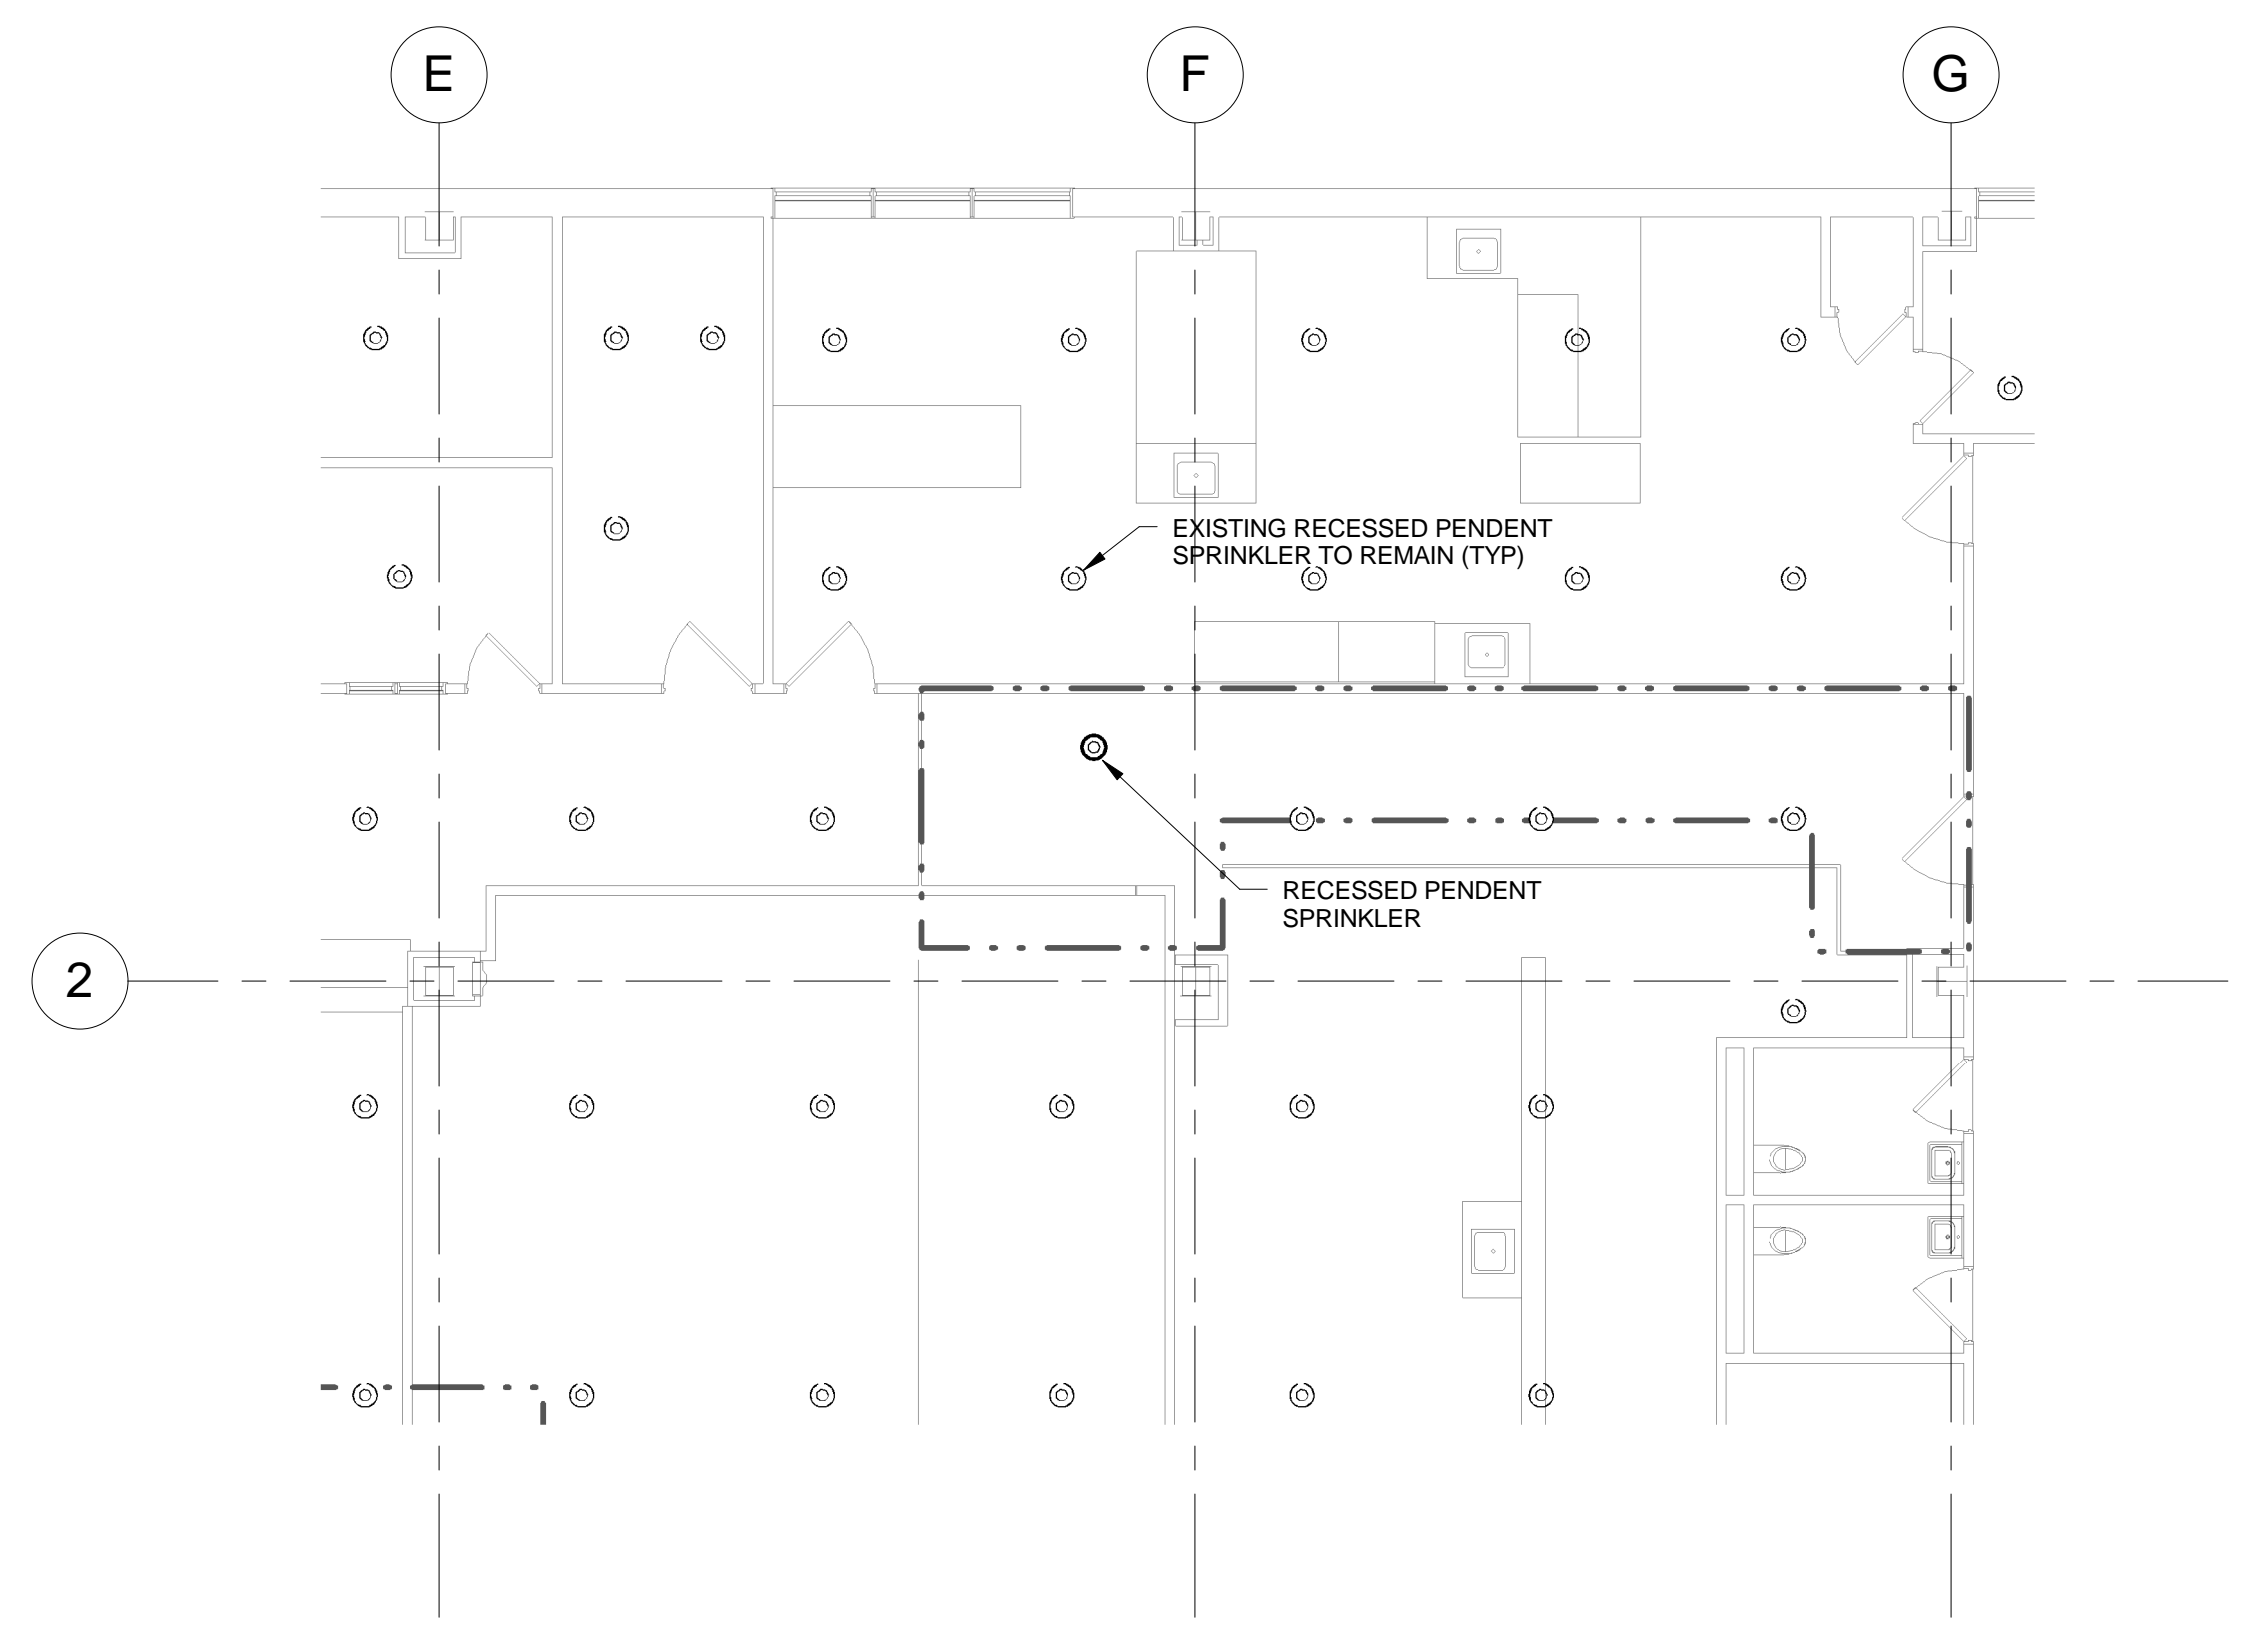 E
F
G
EXISTING RECESSED PENDENT
SPRINKLER TO REMAIN (TYP)
RECESSED PENDENT
SPRINKLER
2